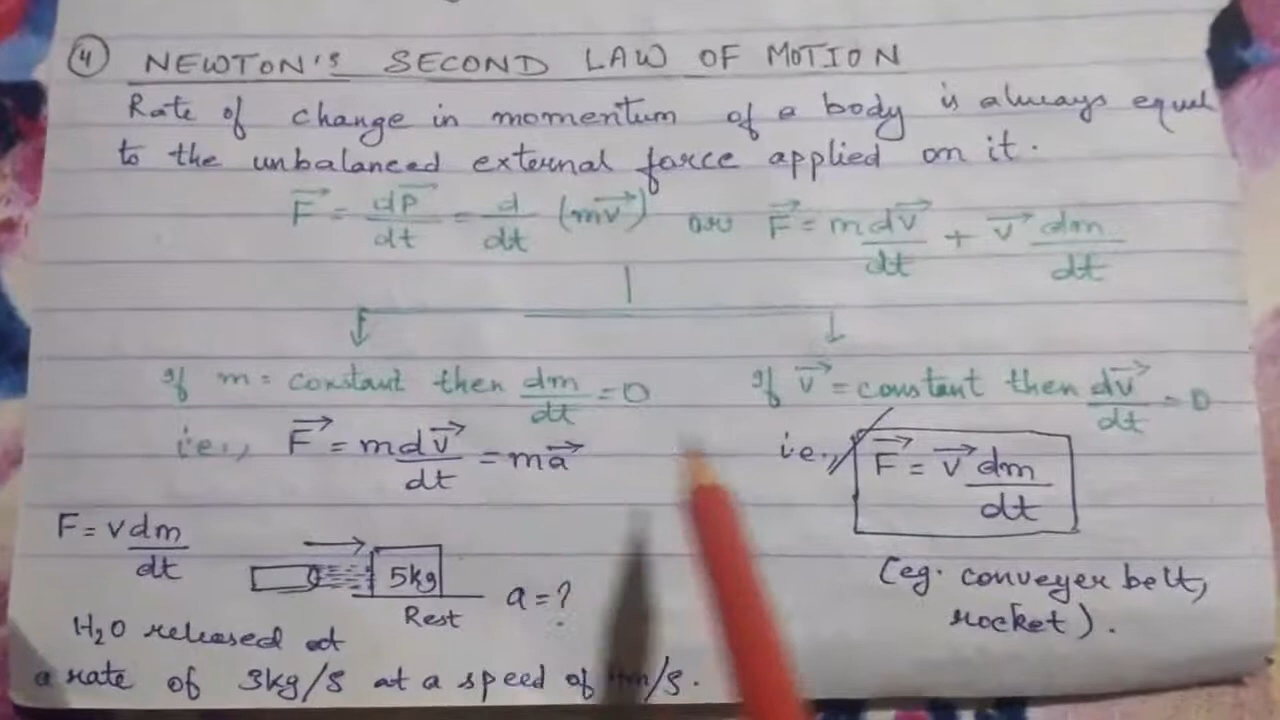 4 NEWTON'S SECOND LAW OF MOTION
Rate of change in momentum of a body is always equal
to the unbalanced external force applied on it.
F⃗ = dp⃗/dt = d/dt (mv⃗) or F⃗ = m dv⃗/dt + v⃗ dm/dt
If m = constant then dm/dt = 0
i.e., F⃗ = m dv⃗/dt = ma⃗
If v⃗ = constant then dv⃗/dt = 0
i.e., F⃗ = v⃗ dm/dt
(eg. conveyer belt,
rocket).
F = v dm/dt
5kg
Rest
a = ?
H₂O released at
a rate of 3kg/s at a speed of m/s.